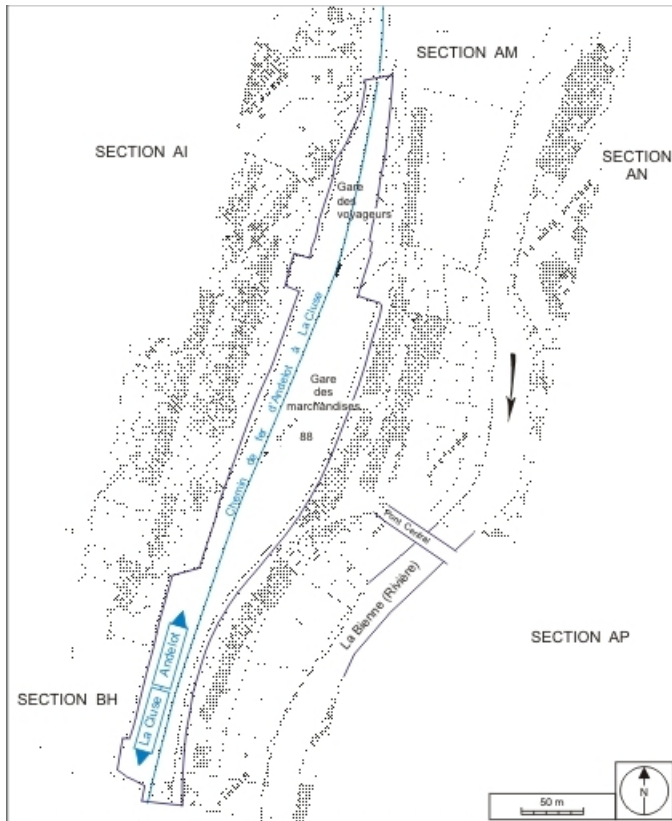 SECTION AM
SECTION AI
SECTION
AN
Gare
des
voyageurs
Chemin de fer d'Andelot à La Cluse
Gare
des
marchandises
88
Pont Central
La Bienne (Rivière)
SECTION AP
Andelot
La Cluse
SECTION BH
50 m
N